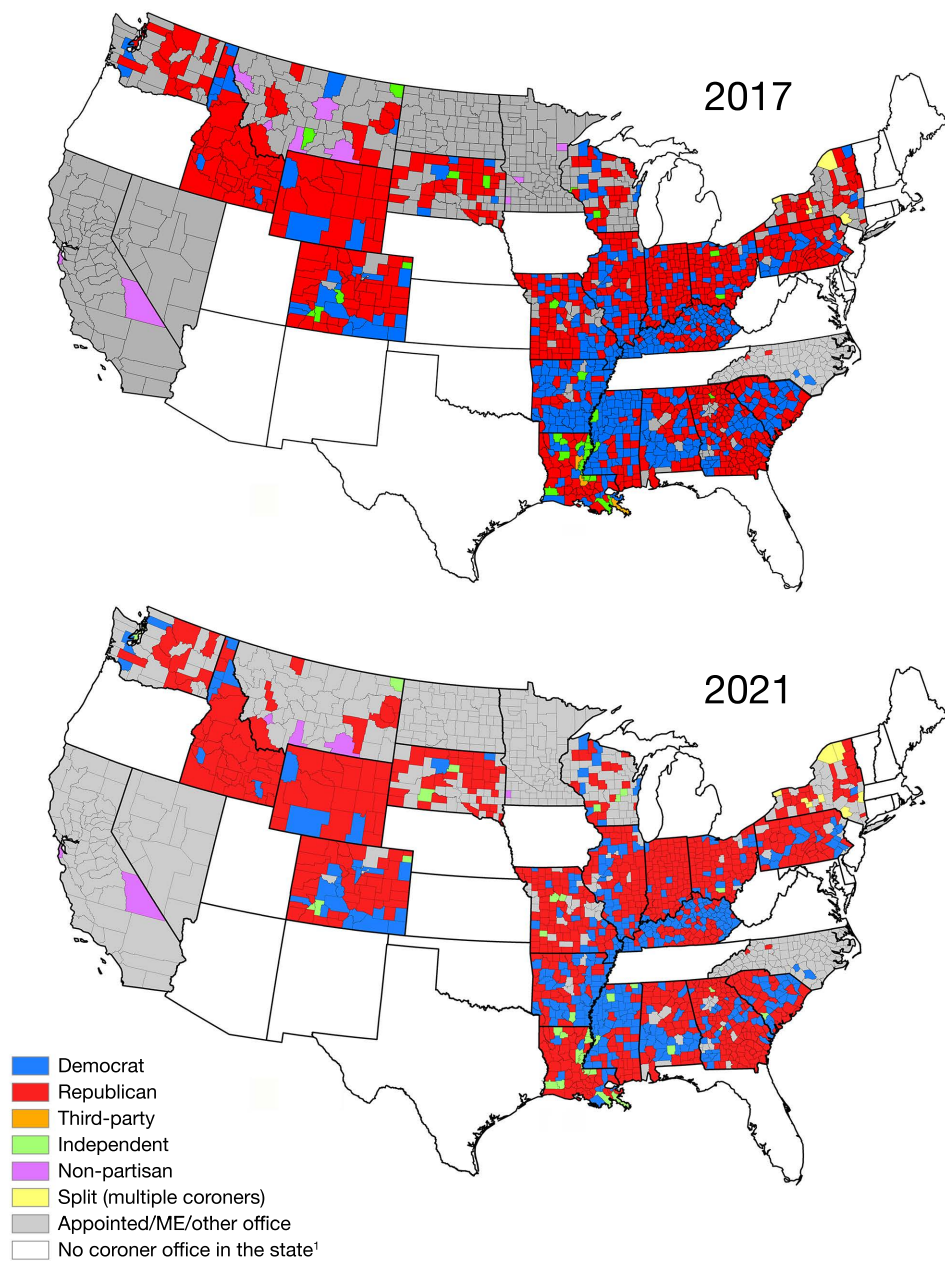 2017
2021
Democrat
Republican
Third-party
Independent
Non-partisan
Split (multiple coroners)
Appointed/ME/other office
No coroner office in the state¹